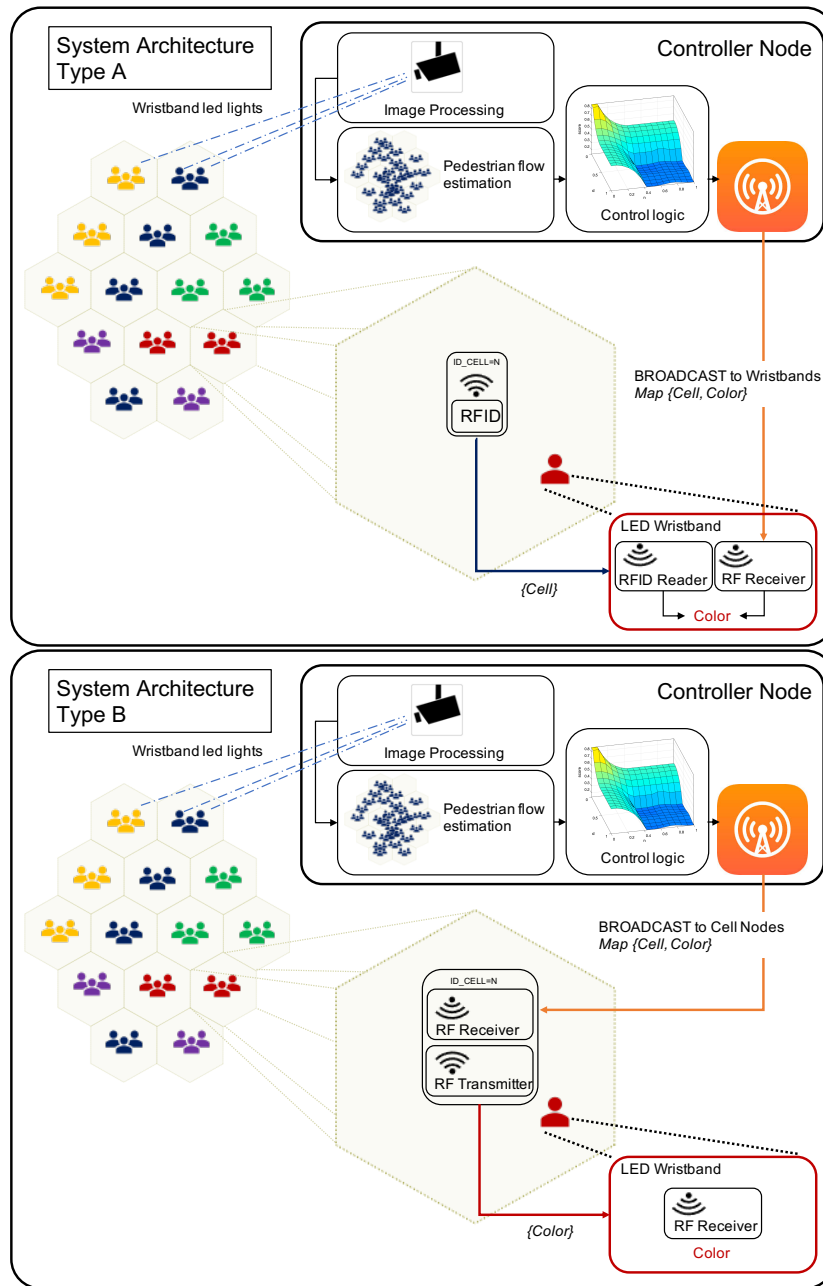 System Architecture
Type A
Controller Node
Wristband led lights
Image Processing
Pedestrian flow
estimation
Control logic
ID_CELL=N
RFID
BROADCAST to Wristbands
Map {Cell, Color}
LED Wristband
RFID Reader
RF Receiver
{Cell}
Color
System Architecture
Type B
Controller Node
Wristband led lights
Image Processing
Pedestrian flow
estimation
Control logic
BROADCAST to Cell Nodes
Map {Cell, Color}
ID_CELL=N
RF Receiver
RF Transmitter
LED Wristband
RF Receiver
{Color}
Color